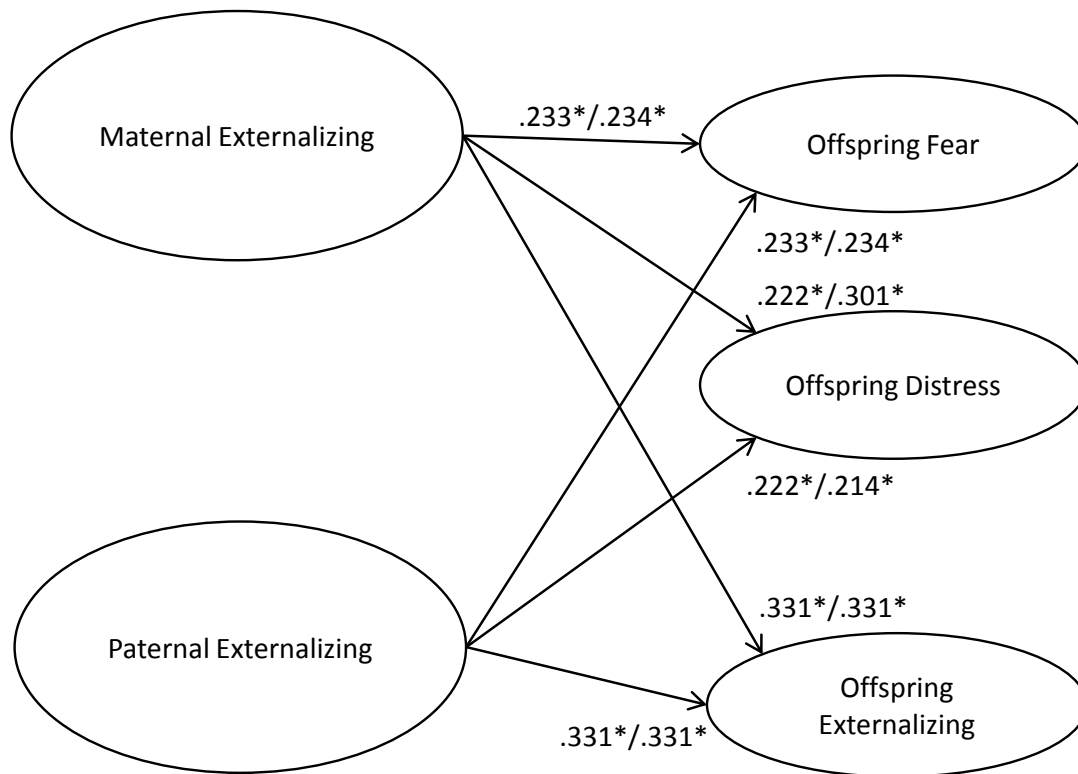 .233*/.234*
Maternal Externalizing
Offspring Fear
.233*/.234*
.222*/.301*
Offspring Distress
.222*/.214*
.331*/.331*
Paternal Externalizing
Offspring
Externalizing
.331*/.331*